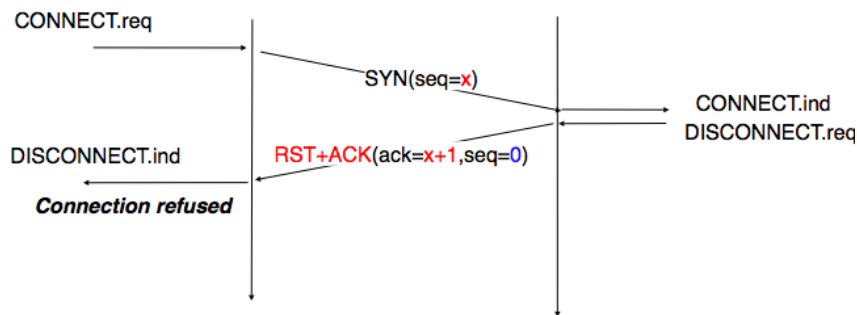 CONNECT.req
SYN(seq=x)
CONNECT.ind
DISCONNECT.req
DISCONNECT.ind
RST+ACK(ack=x+1,seq=0)
Connection refused